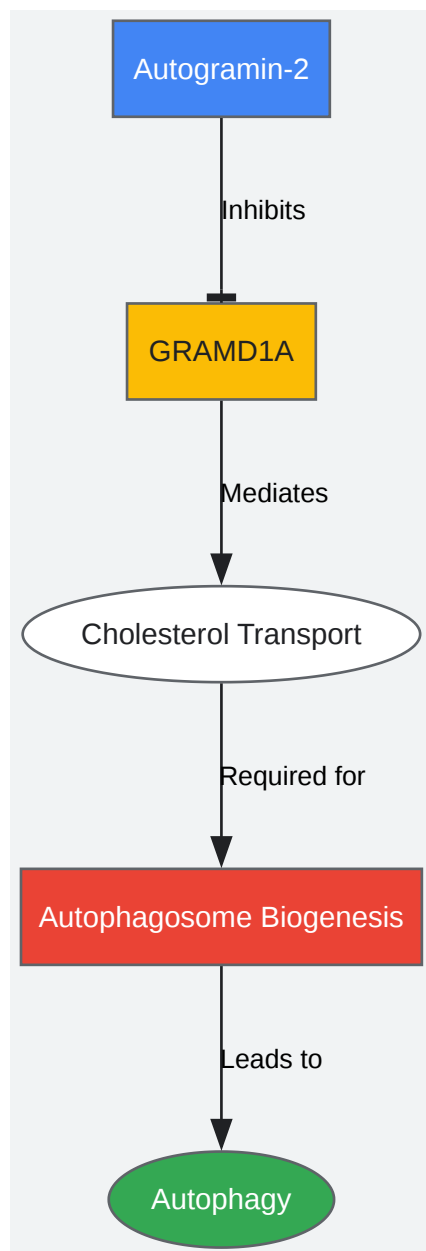 Autogramin-2
Inhibits
GRAMD1A
Mediates
Cholesterol Transport
Required for
Autophagosome Biogenesis
Leads to
Autophagy